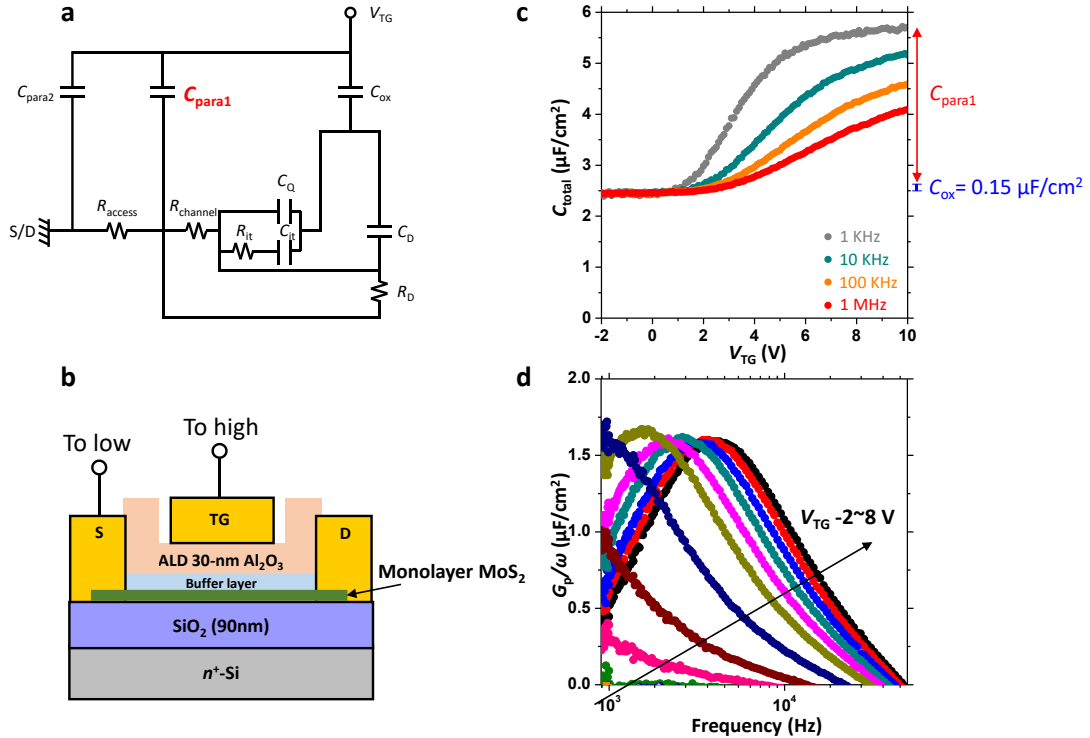 a
V_TG
C_para2
C_para1
C_ox
R_access
R_channel
C_Q
R_it
C_it
C_D
R_D
S/D
b
To low
To high
S
TG
D
ALD 30-nm Al₂O₃
Buffer layer
Monolayer MoS₂
SiO₂ (90nm)
n⁺-Si
c
C_total (μF/cm²)
6
5
4
3
2
1
0
-2
0
2
4
6
8
10
V_TG (V)
1 KHz
10 KHz
100 KHz
1 MHz
C_para1
C_ox= 0.15 μF/cm²
d
G_p/ω (μF/cm²)
2.0
1.5
1.0
0.5
0.0
V_TG -2~8 V
10³
10⁴
Frequency (Hz)